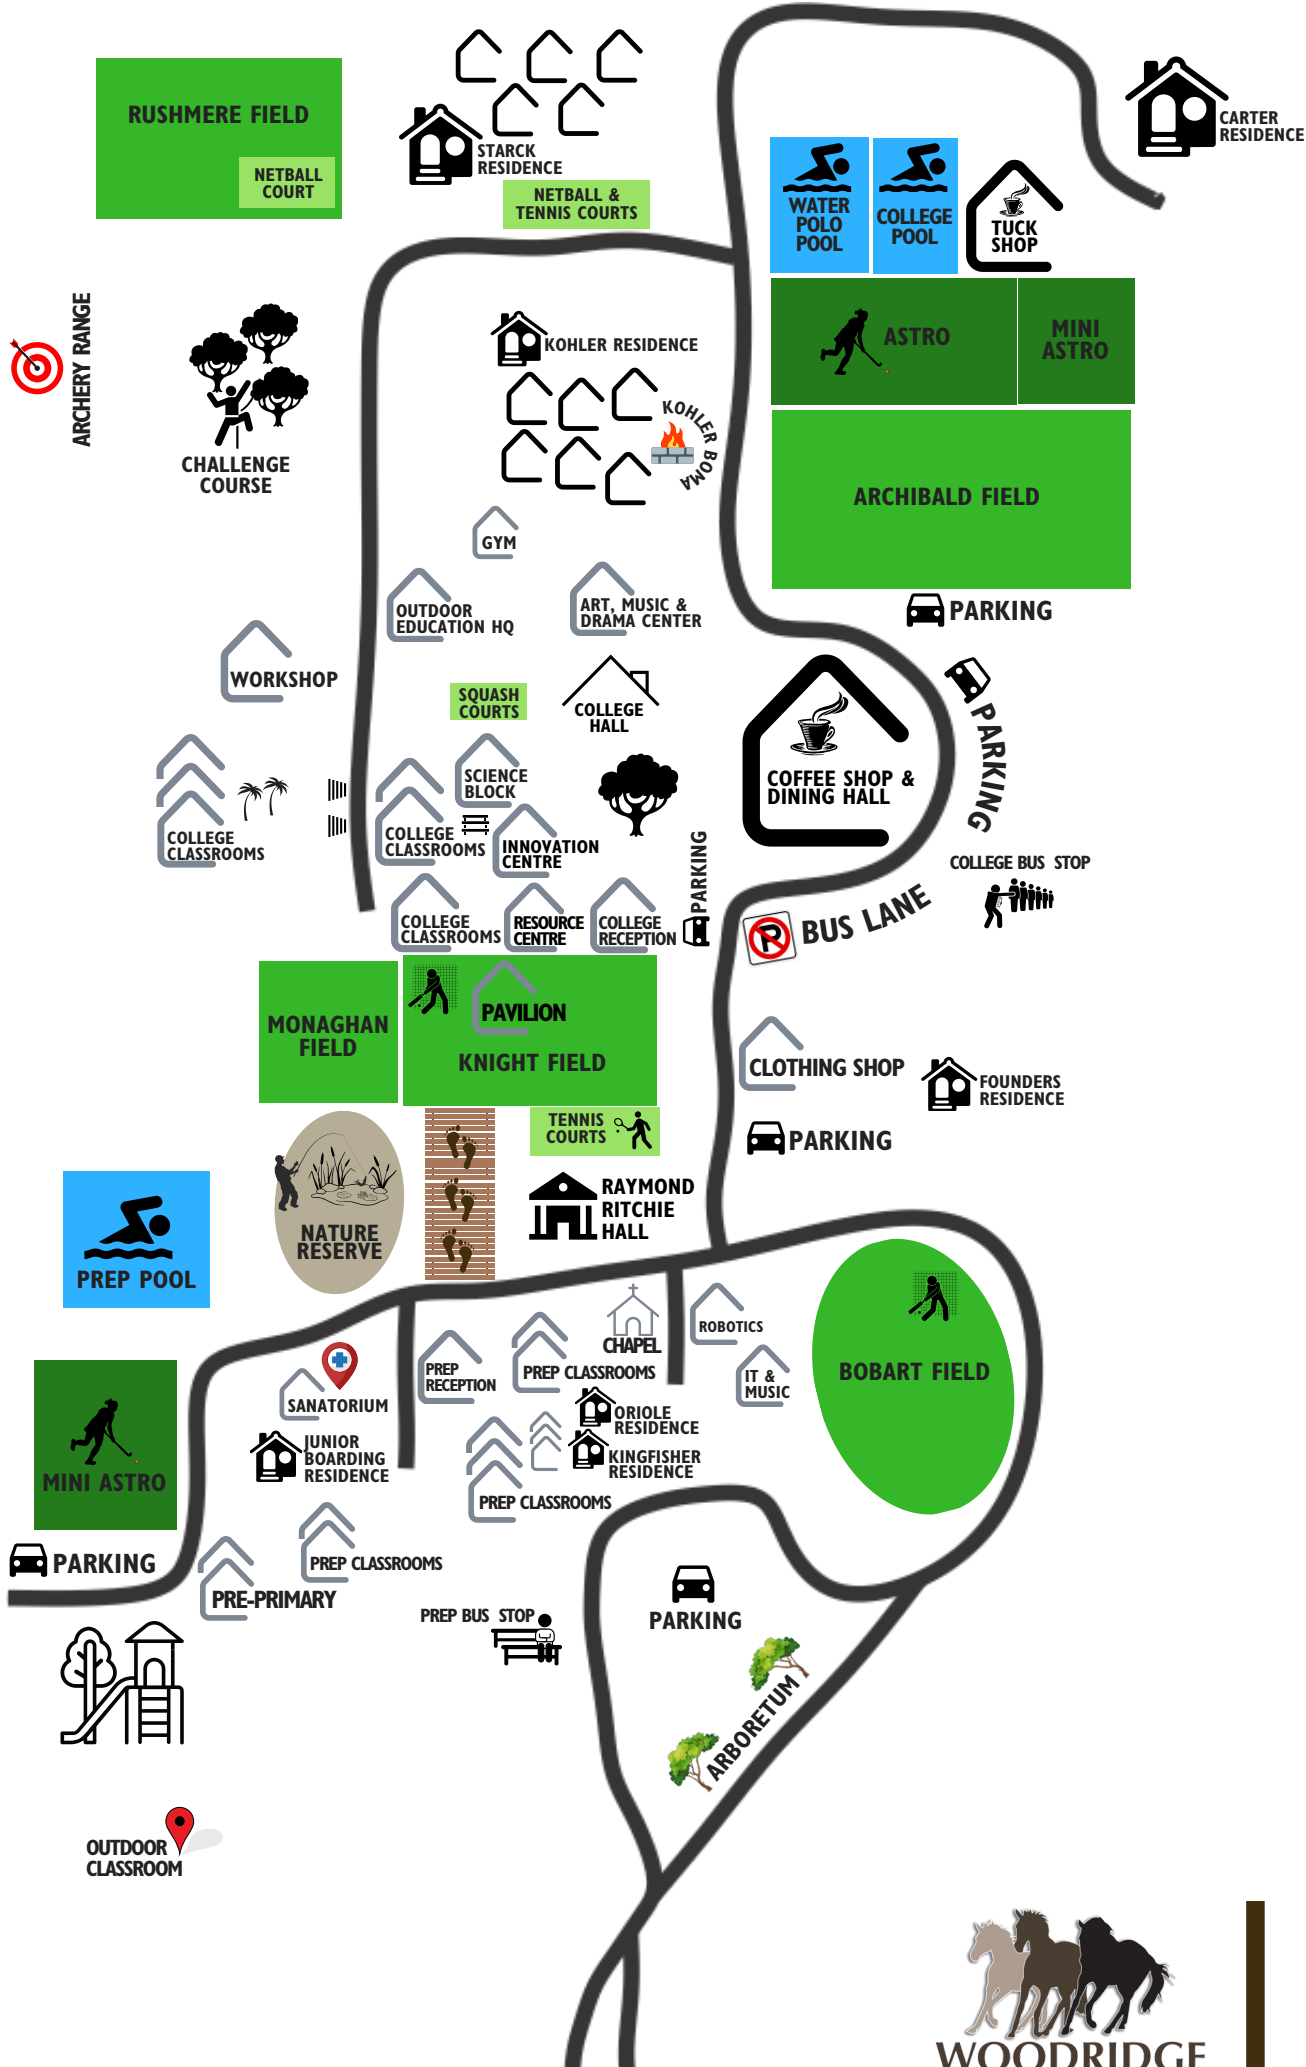 CARTER
RESIDENCE
RUSHMERE FIELD
NETBALL
COURT
STARCK
RESIDENCE
NETBALL &
TENNIS COURTS
WATER
POLO
POOL
COLLEGE
POOL
TUCK
SHOP
ARCHERY RANGE
CHALLENGE
COURSE
KOHLER RESIDENCE
KOHLER BOMA
ASTRO
MINI
ASTRO
ARCHIBALD FIELD
GYM
OUTDOOR
EDUCATION HQ
ART, MUSIC &
DRAMA CENTER
PARKING
WORKSHOP
SQUASH
COURTS
COLLEGE
HALL
PARKING
COFFEE SHOP &
DINING HALL
SCIENCE
BLOCK
COLLEGE
CLASSROOMS
COLLEGE
CLASSROOMS
INNOVATION
CENTRE
PARKING
COLLEGE BUS STOP
COLLEGE
CLASSROOMS
RESOURCE
CENTRE
COLLEGE
RECEPTION
P
BUS LANE
MONAGHAN
FIELD
PAVILION
KNIGHT FIELD
CLOTHING SHOP
FOUNDERS
RESIDENCE
TENNIS
COURTS
PARKING
NATURE
RESERVE
RAYMOND
RITCHIE
HALL
PREP POOL
CHAPEL
ROBOTICS
PREP
RECEPTION
PREP CLASSROOMS
IT &
MUSIC
BOBART FIELD
SANATORIUM
ORIOLE
RESIDENCE
JUNIOR
BOARDING
RESIDENCE
KINGFISHER
RESIDENCE
MINI ASTRO
PREP CLASSROOMS
PARKING
PREP CLASSROOMS
PRE-PRIMARY
PREP BUS STOP
PARKING
ARBORETUM
OUTDOOR
CLASSROOM
WOODRIDGE